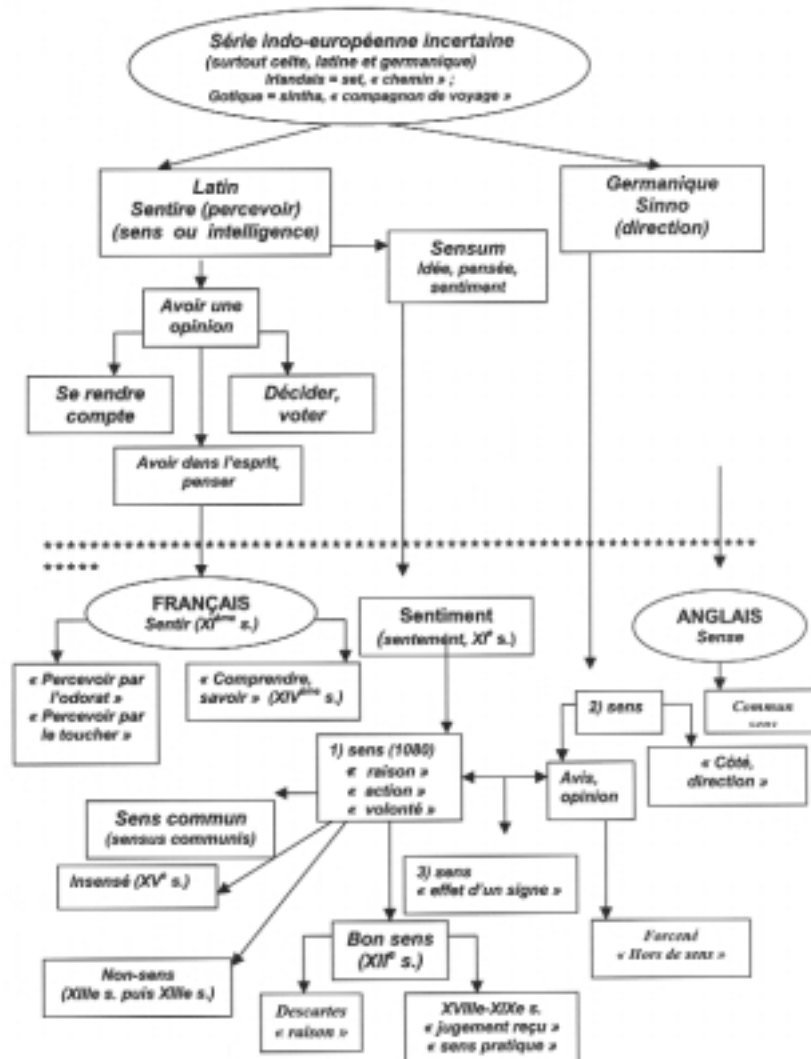 Série indo-européenne incertaine
(surtout celte, latine et germanique)
Irlandais = set, « chemin » ;
Gotique = sintha, « compagnon de voyage »
Latin
Sentire (percevoir)
(sens ou intelligence)
Germanique
Sinno
(direction)
Sensum
Idée, pensée,
sentiment
Avoir une
opinion
Se rendre
compte
Décider,
voter
Avoir dans l'esprit,
penser
FRANÇAIS
Sentir (XIème s.)
Sentiment
(sentement, XIe s.)
ANGLAIS
Sense
« Percevoir par
l'odorat »
« Percevoir par
le toucher »
« Comprendre,
savoir » (XIVème s.)
2) sens
Commun
sens
1) sens (1080)
« raison »
« action »
« volonté »
Avis,
opinion
« Côté,
direction »
Sens commun
(sensus communis)
Insensé (XVe s.)
3) sens
« effet d'un signe »
Bon sens
(XIIe s.)
Forcené
« Hors de sens »
Non-sens
(XIIIe s. puis XIIIe s.)
Descartes
« raison »
XVIIIe-XIXe s.
« jugement reçu »
« sens pratique »